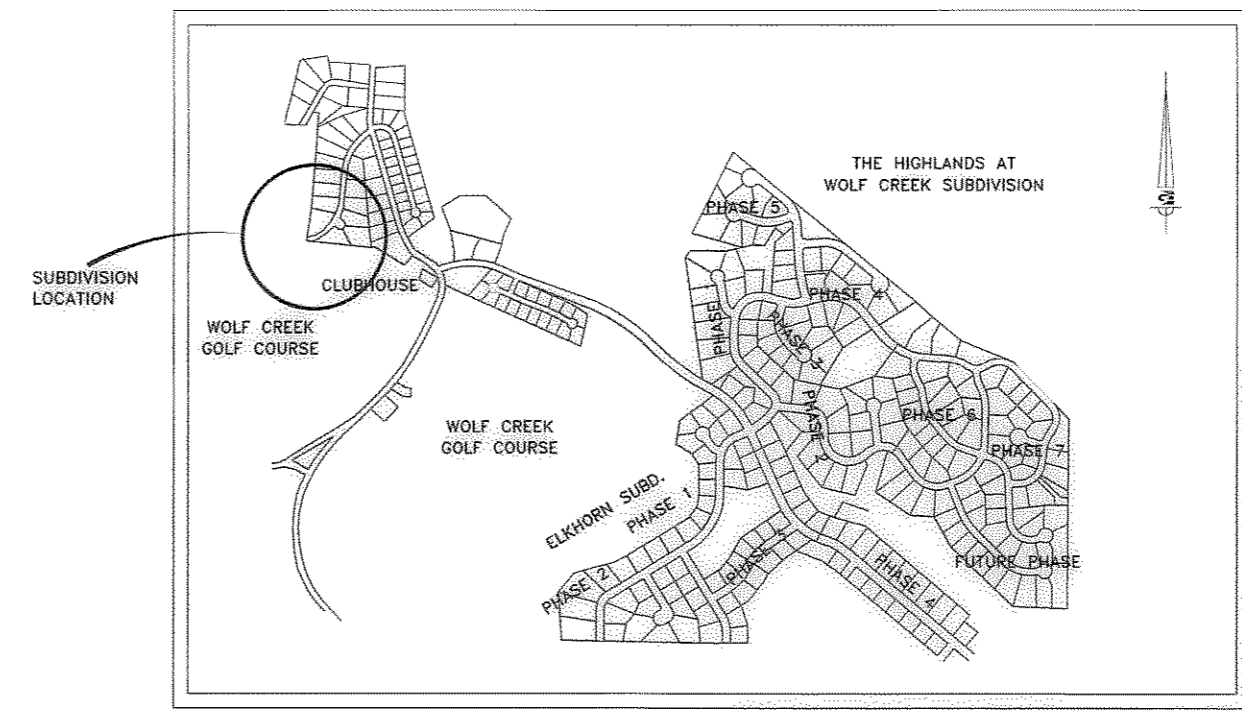 THE HIGHLANDS AT
WOLF CREEK SUBDIVISION
PHASE 5
SUBDIVISION
LOCATION
CLUBHOUSE
PHASE 4
WOLF CREEK
GOLF COURSE
PHASE
PHASE 3
PHASE 2
PHASE 6
WOLF CREEK
GOLF COURSE
PHASE 7
ELKHORN SUBD.
PHASE 1
PHASE 2
PHASE
PHASE 4
FUTURE PHASE